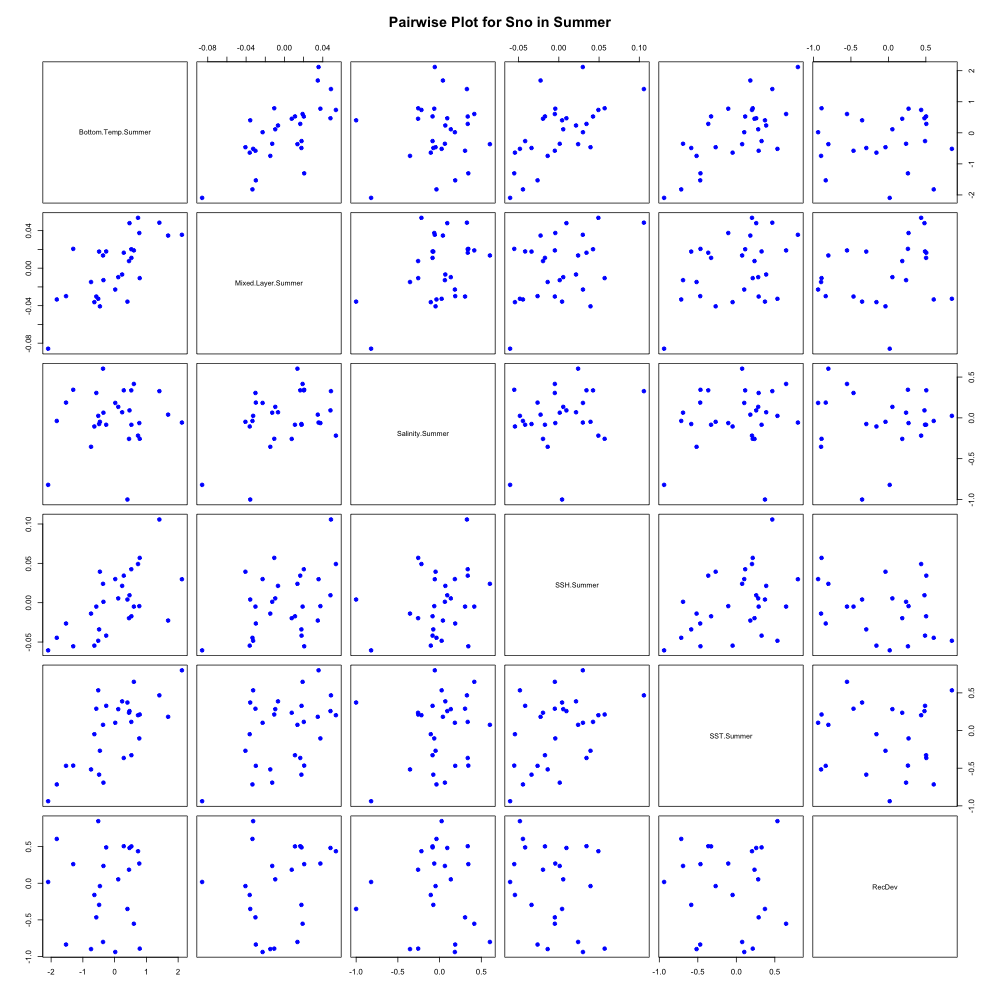 Pairwise Plot for Sno in Summer
-0.08 -0.04 0.00 0.04
-0.05 0.00 0.05 0.10
-1.0 -0.5 0.0 0.5
Bottom.Temp.Summer
2
1
0
-1
-2
0.04
0.00
-0.04
-0.08
Mixed.Layer.Summer
Salinity.Summer
0.5
0.0
-0.5
-1.0
0.10
0.05
0.00
-0.05
SSH.Summer
SST.Summer
0.5
0.0
-0.5
-1.0
0.5
0.0
-0.5
-1.0
RecDev
-2 -1 0 1 2
-1.0 -0.5 0.0 0.5
-1.0 -0.5 0.0 0.5